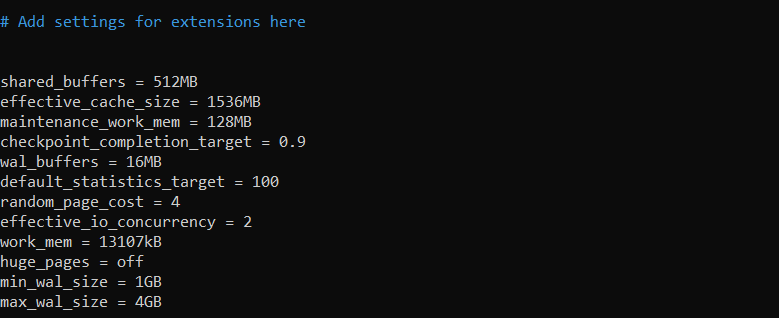 # Add settings for extensions here
shared_buffers = 512MB
effective_cache_size = 1536MB
maintenance_work_mem = 128MB
checkpoint_completion_target = 0.9
wal_buffers = 16MB
default_statistics_target = 100
random_page_cost = 4
effective_io_concurrency = 2
work_mem = 13107kB
huge_pages = off
min_wal_size = 1GB
max_wal_size = 4GB